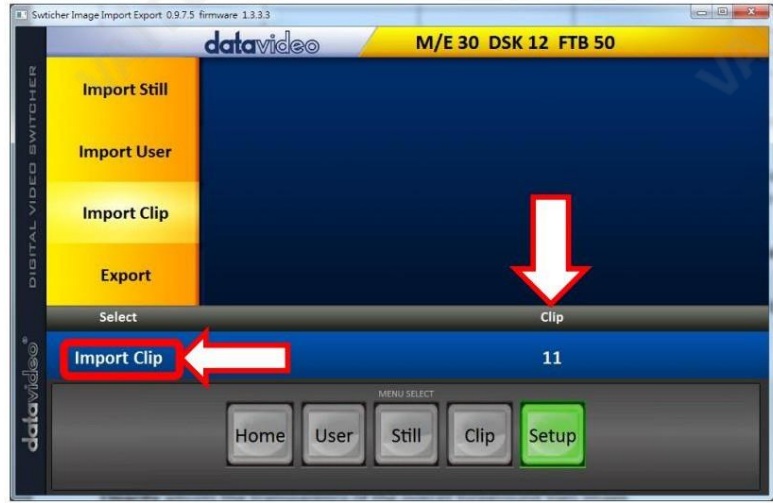 Switcher Image Import Export 0.9.7.5 firmware 1.3.3.3
datavideo
M/E 30 DSK 12 FTB 50
DIGITAL VIDEO SWITCHER
datavideo
Import Still
Import User
Import Clip
Export
Select Clip
Import Clip 11
MENU SELECT
Home User Still Clip Setup